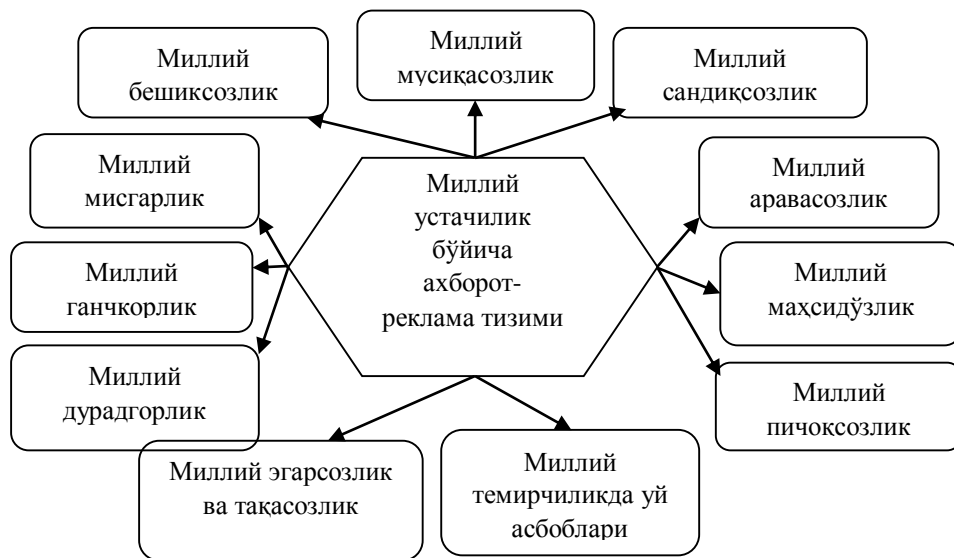 Миллий
бешиксозлик
Миллий
мусиқасозлик
Миллий
сандиқсозлик
Миллий
мисгарлик
Миллий
устачилик
бўйича
ахборот-
реклама тизими
Миллий
аравасозлик
Миллий
ганчкорлик
Миллий
маҳсидўзлик
Миллий
дурадгорлик
Миллий
пичоқсозлик
Миллий эгарсозлик
ва тақасозлик
Миллий
темирчиликда уй
асбоблари